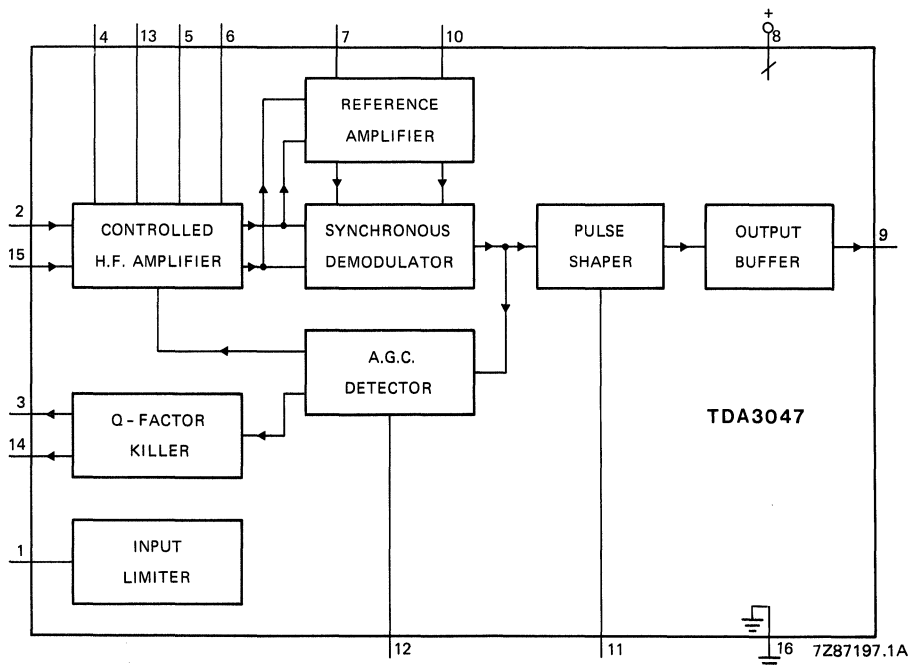 +
4 13 5 6 7 10 8
REFERENCE
AMPLIFIER
2
CONTROLLED
H.F. AMPLIFIER
15
SYNCHRONOUS
DEMODULATOR
PULSE
SHAPER
OUTPUT
BUFFER
9
A.G.C.
DETECTOR
3
Q-FACTOR
KILLER
14
TDA3047
1
INPUT
LIMITER
12
11
16
7Z87197.1A